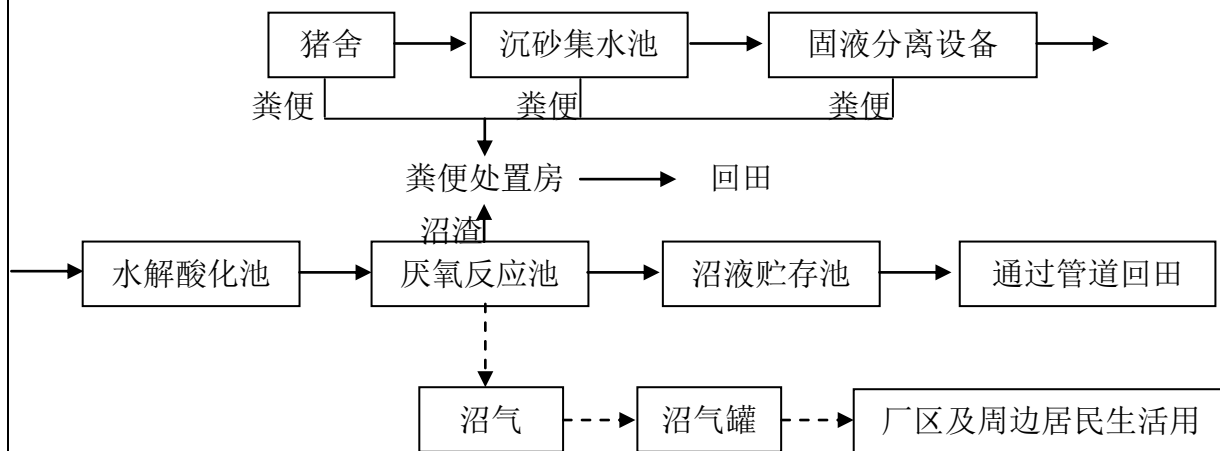 猪舍 沉砂集水池 固液分离设备
粪便 粪便 粪便
粪便处置房 回田
沼渣
水解酸化池 厌氧反应池 沼液贮存池 通过管道回田
沼气 沼气罐 厂区及周边居民生活用